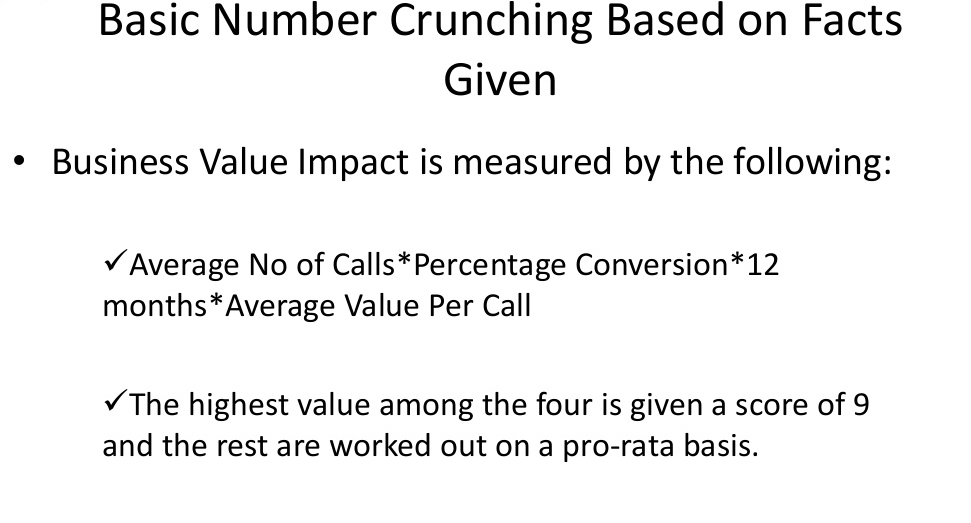 Basic Number Crunching Based on Facts
Given
• Business Value Impact is measured by the following:
✓Average No of Calls*Percentage Conversion*12
months*Average Value Per Call
✓The highest value among the four is given a score of 9
and the rest are worked out on a pro-rata basis.